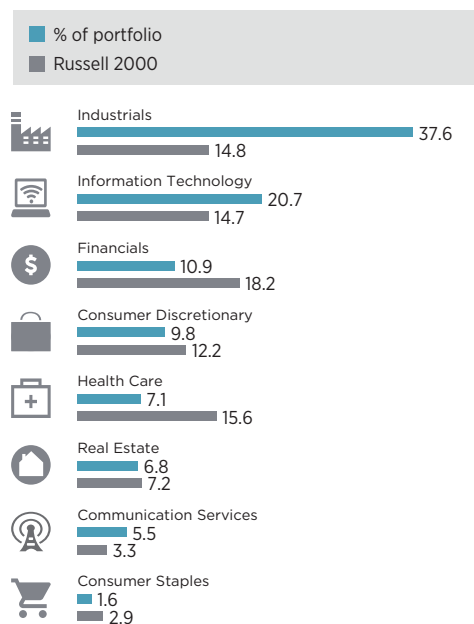 % of portfolio
Russell 2000
Industrials
37.6
14.8
Information Technology
20.7
14.7
$
Financials
10.9
18.2
Consumer Discretionary
9.8
12.2
Health Care
7.1
15.6
Real Estate
6.8
7.2
Communication Services
5.5
3.3
Consumer Staples
1.6
2.9